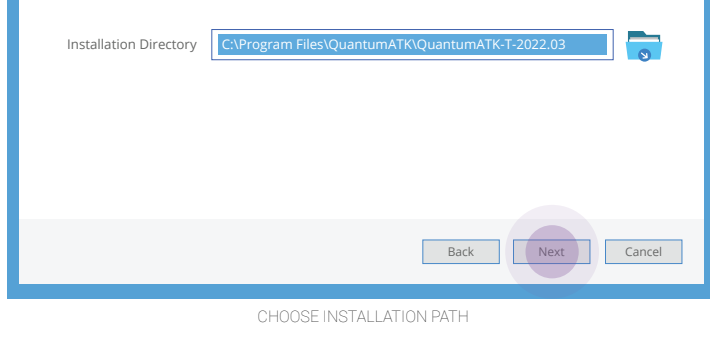 Installation Directory C:\Program Files\QuantumATK\QuantumATK-T-2022.03
Back Next Cancel
CHOOSE INSTALLATION PATH